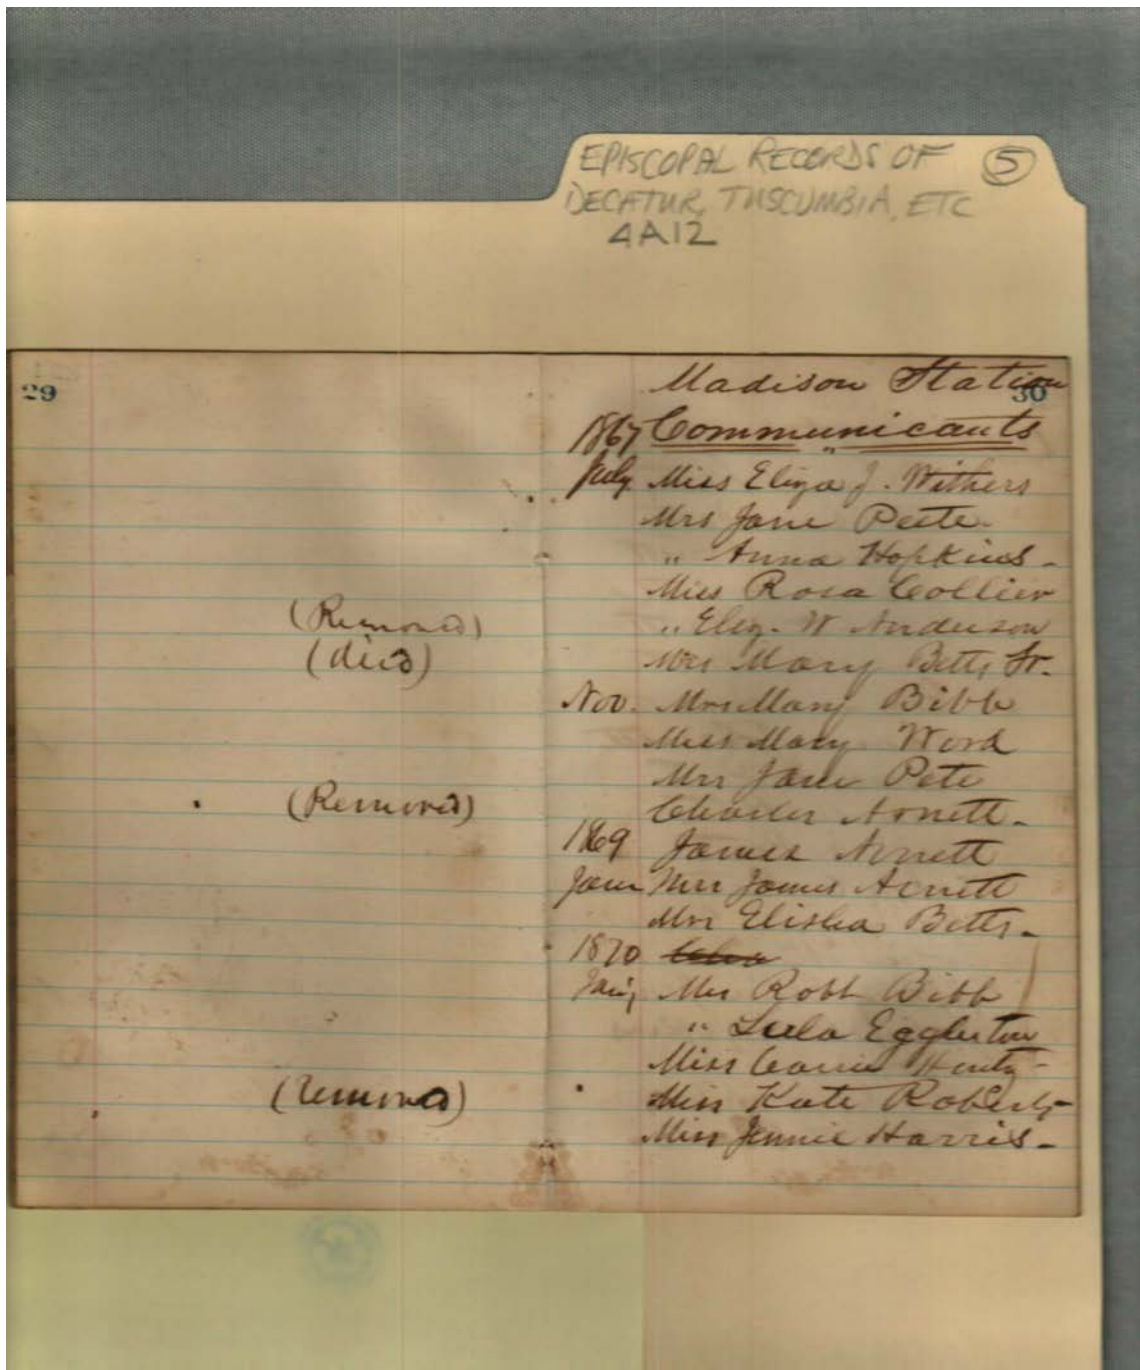 EPISCOPAL RECORDS OF ⑤
DECATUR, TUSCUMBIA, ETC
4A12
29
Madison Station
30
1867 Communicants
July Miss Eliza J. Withers
Mrs Jane Peete.
" Anna Hopkins -
Miss Rosa Collier
(Removed) " Eliz. W Anderson
(died) Mrs Mary Betts Sr.
Nov. Mrs Mary Bibb
Miss Mary Word
Mrs Jane Pete
(Removed) Charles Arnett -
1869 James Arnett
Mrs James Arnett
Mrs Elisha Betts -
1870
Mrs Robt Bibb
" Lula Eggleston
Miss Carrie
(removed) Miss Kate Roberts -
Miss Jennie Harris -